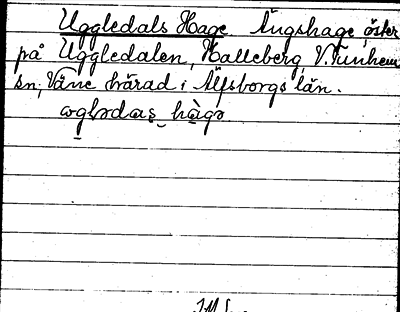 Uggledals Hage Ängshage öster
på Uggledalen, Halleberg, V. Tunhem
sn, Väne härad i Älfsborgs län.